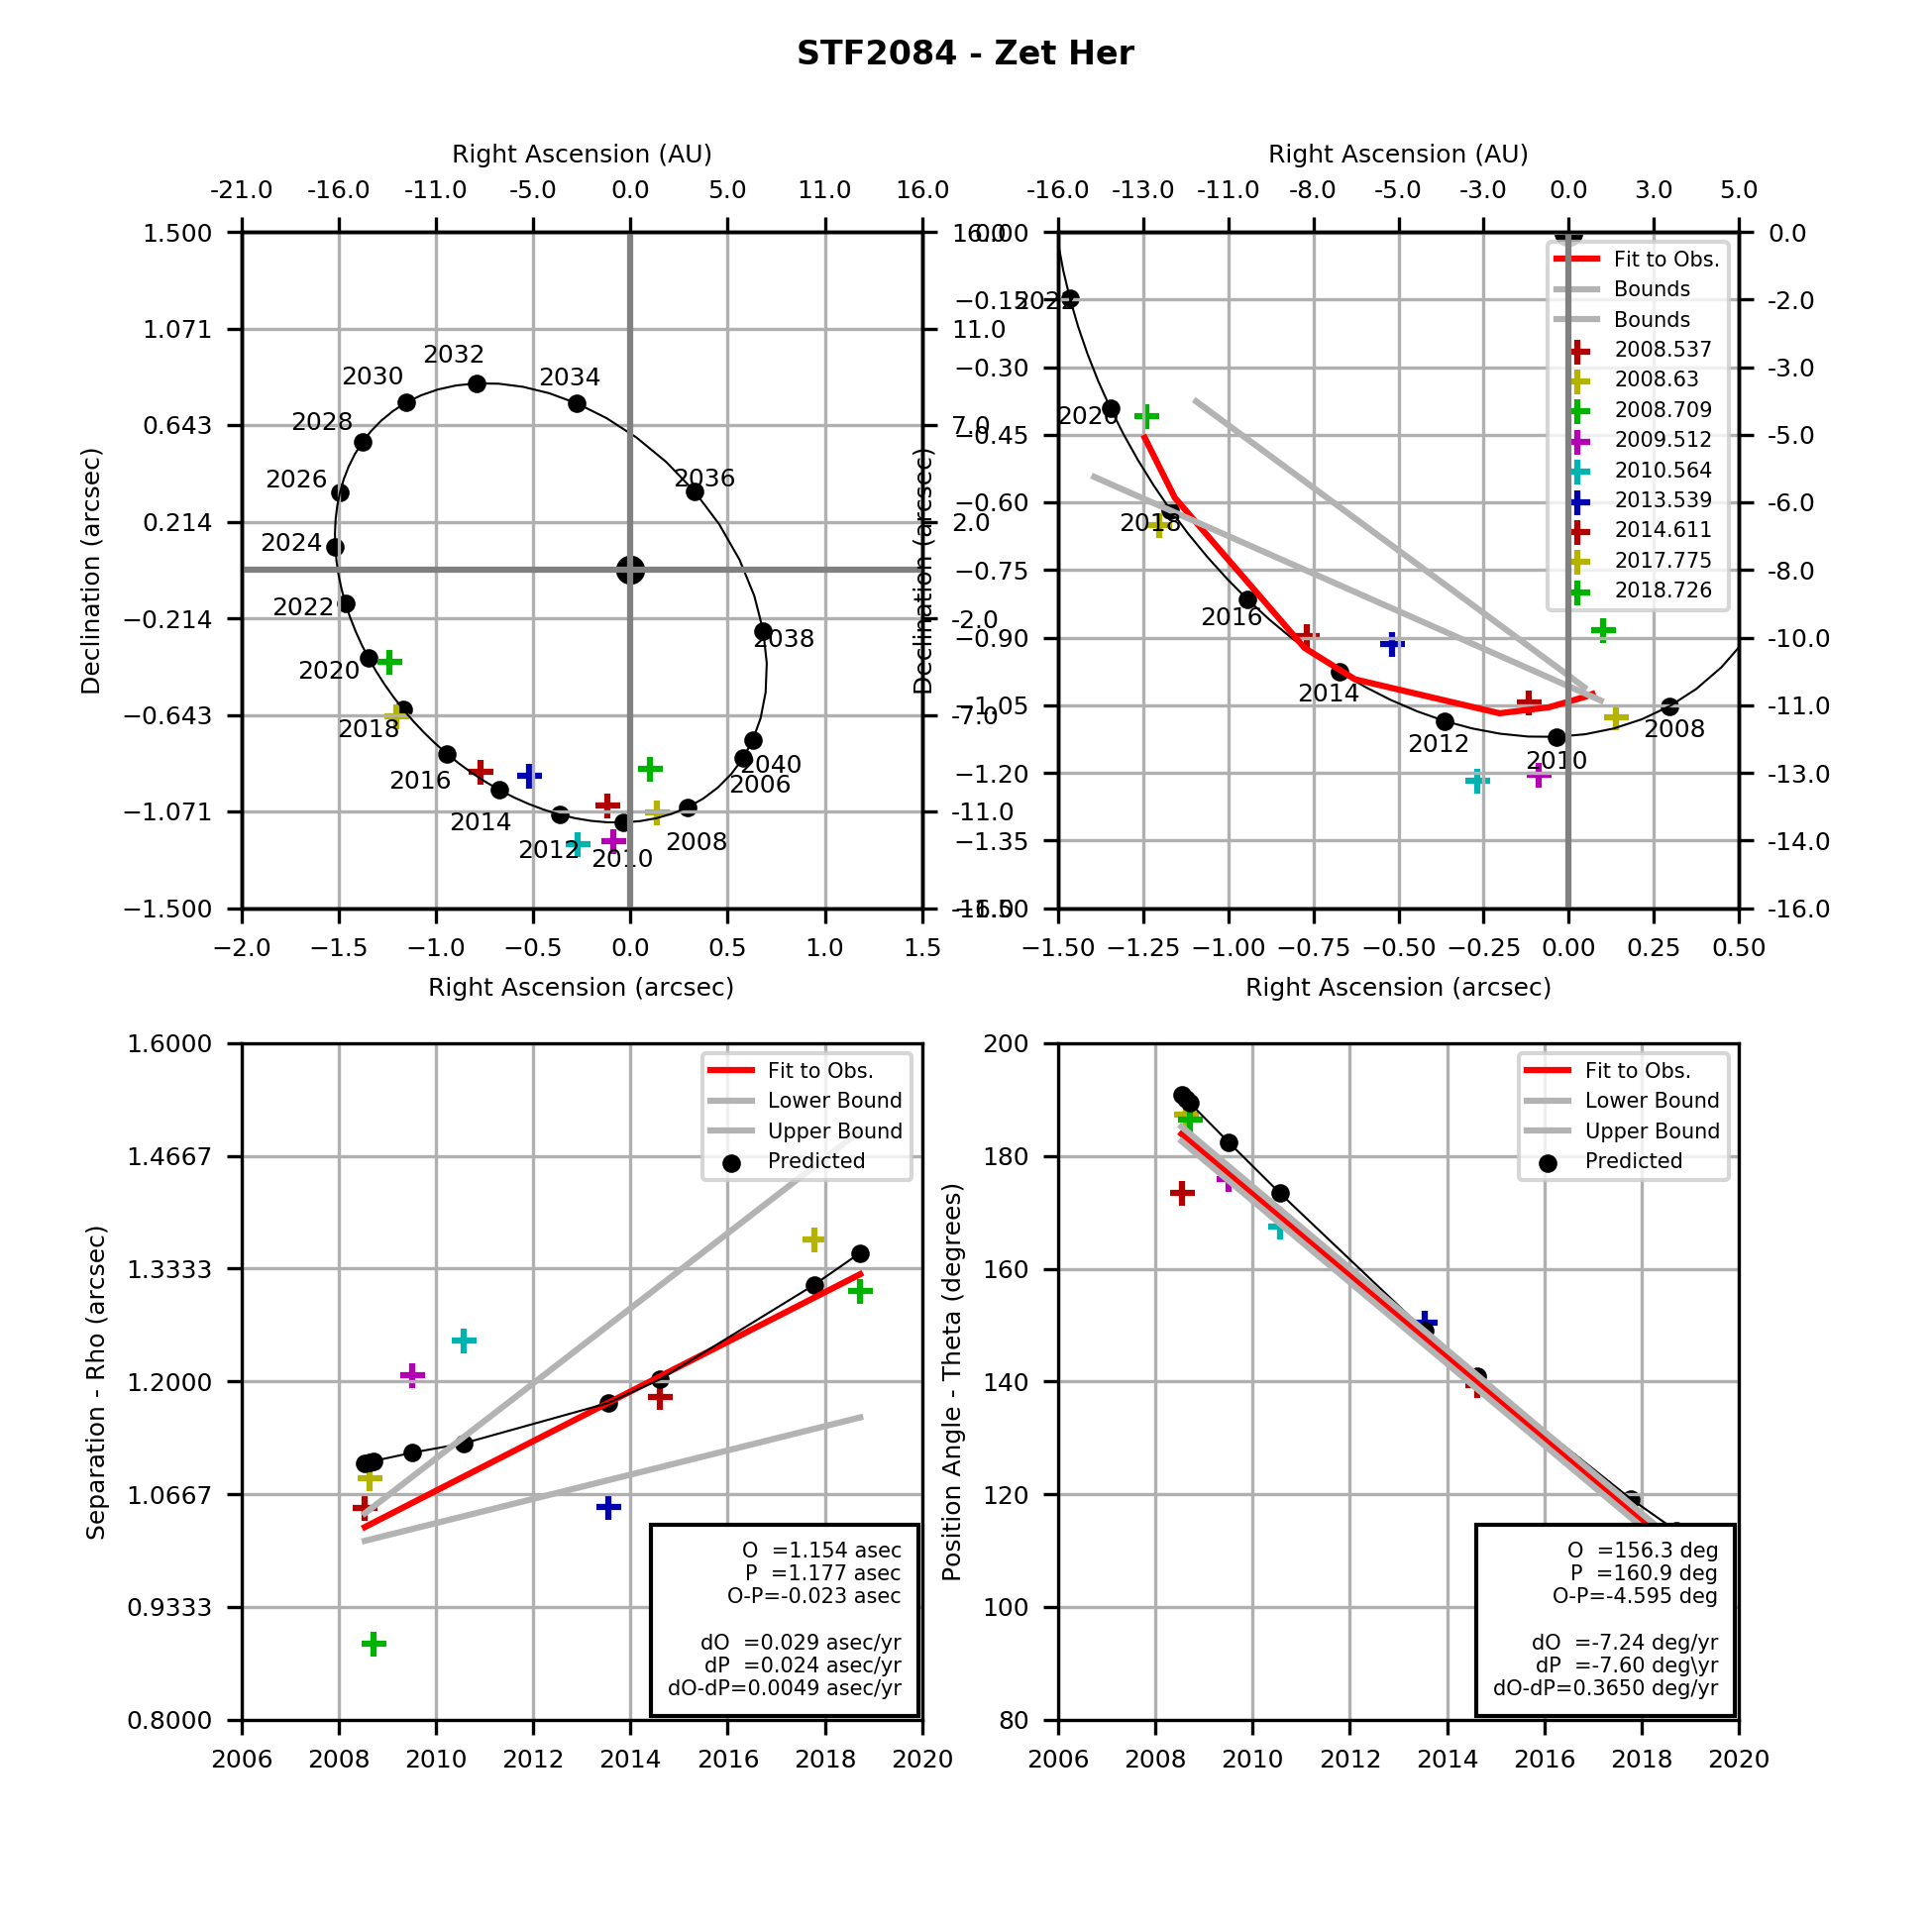 STF2084 - Zet Her
Right Ascension (AU)
-21.0 -16.0 -11.0 -5.0 0.0 5.0 11.0 16.0
1.500
1.071
0.643
0.214
−0.214
−0.643
−1.071
−1.500
Declination (arcsec)
16.0
11.0
7.0
2.0
-2.0
-7.0
-11.0
-16.0
2032
2030
2034
2028
2036
2026
2024
2022
2038
2020
2018
2040
2016
2006
2014
2012
2010
2008
−2.0 −1.5 −1.0 −0.5 0.0 0.5 1.0 1.5
Right Ascension (arcsec)
Right Ascension (AU)
-16.0 -13.0 -11.0 -8.0 -5.0 -3.0 0.0 3.0 5.0
0.00
−0.15
−0.30
−0.45
−0.60
−0.75
−0.90
−1.05
−1.20
−1.35
−1.50
Declination (arcsec)
0.0
-2.0
-3.0
-5.0
-6.0
-8.0
-10.0
-11.0
-13.0
-14.0
-16.0
Fit to Obs.
Bounds
Bounds
2008.537
2008.63
2008.709
2009.512
2010.564
2013.539
2014.611
2017.775
2018.726
2022
2020
2018
2016
2014
2012
2010
2008
−1.50 −1.25 −1.00 −0.75 −0.50 −0.25 0.00 0.25 0.50
Right Ascension (arcsec)
1.6000
1.4667
1.3333
1.2000
1.0667
0.9333
0.8000
Separation - Rho (arcsec)
Fit to Obs.
Lower Bound
Upper Bound
Predicted
O =1.154 asec
P =1.177 asec
O-P=-0.023 asec
dO =0.029 asec/yr
dP =0.024 asec/yr
dO-dP=0.0049 asec/yr
2006 2008 2010 2012 2014 2016 2018 2020
200
180
160
140
120
100
80
Position Angle - Theta (degrees)
Fit to Obs.
Lower Bound
Upper Bound
Predicted
O =156.3 deg
P =160.9 deg
O-P=-4.595 deg
dO =-7.24 deg/yr
dP =-7.60 deg\yr
dO-dP=0.3650 deg/yr
2006 2008 2010 2012 2014 2016 2018 2020